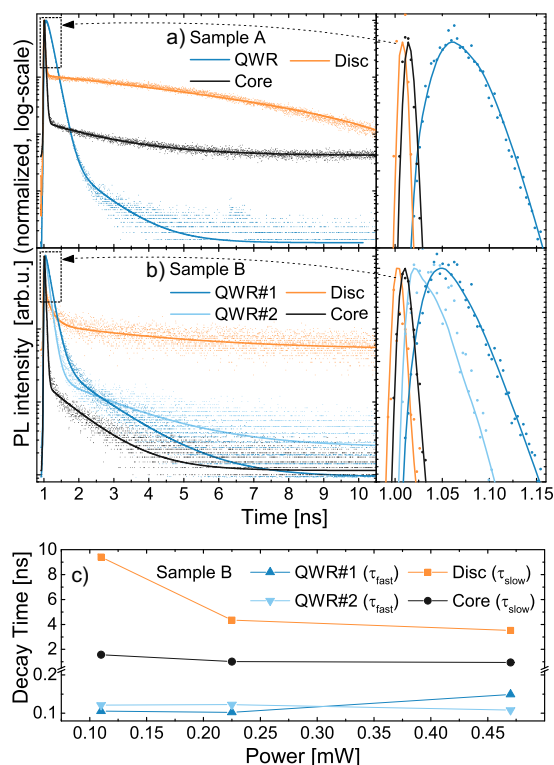 PL intensity [arb.u.] (normalized, log-scale)
a) Sample A
QWR
Disc
Core
b) Sample B
QWR#1
Disc
QWR#2
Core
1 2 3 4 5 6 7 8 9 10
1.00 1.05 1.10 1.15
Time [ns]
c) Sample B
QWR#1 (τfast)
Disc (τslow)
QWR#2 (τfast)
Core (τslow)
Decay Time [ns]
10
8
6
4
2
0.2
0.1
0.10 0.15 0.20 0.25 0.30 0.35 0.40 0.45
Power [mW]